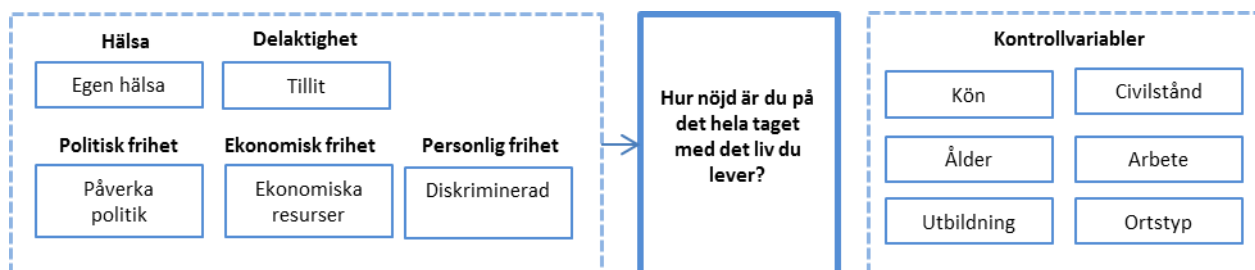 Hälsa
Egen hälsa
Delaktighet
Tillit
Politisk frihet
Påverka
politik
Ekonomisk frihet
Ekonomiska
resurser
Personlig frihet
Diskriminerad
Hur nöjd är du på
det hela taget
med det liv du
lever?
Kontrollvariabler
Kön
Civilstånd
Ålder
Arbete
Utbildning
Ortstyp